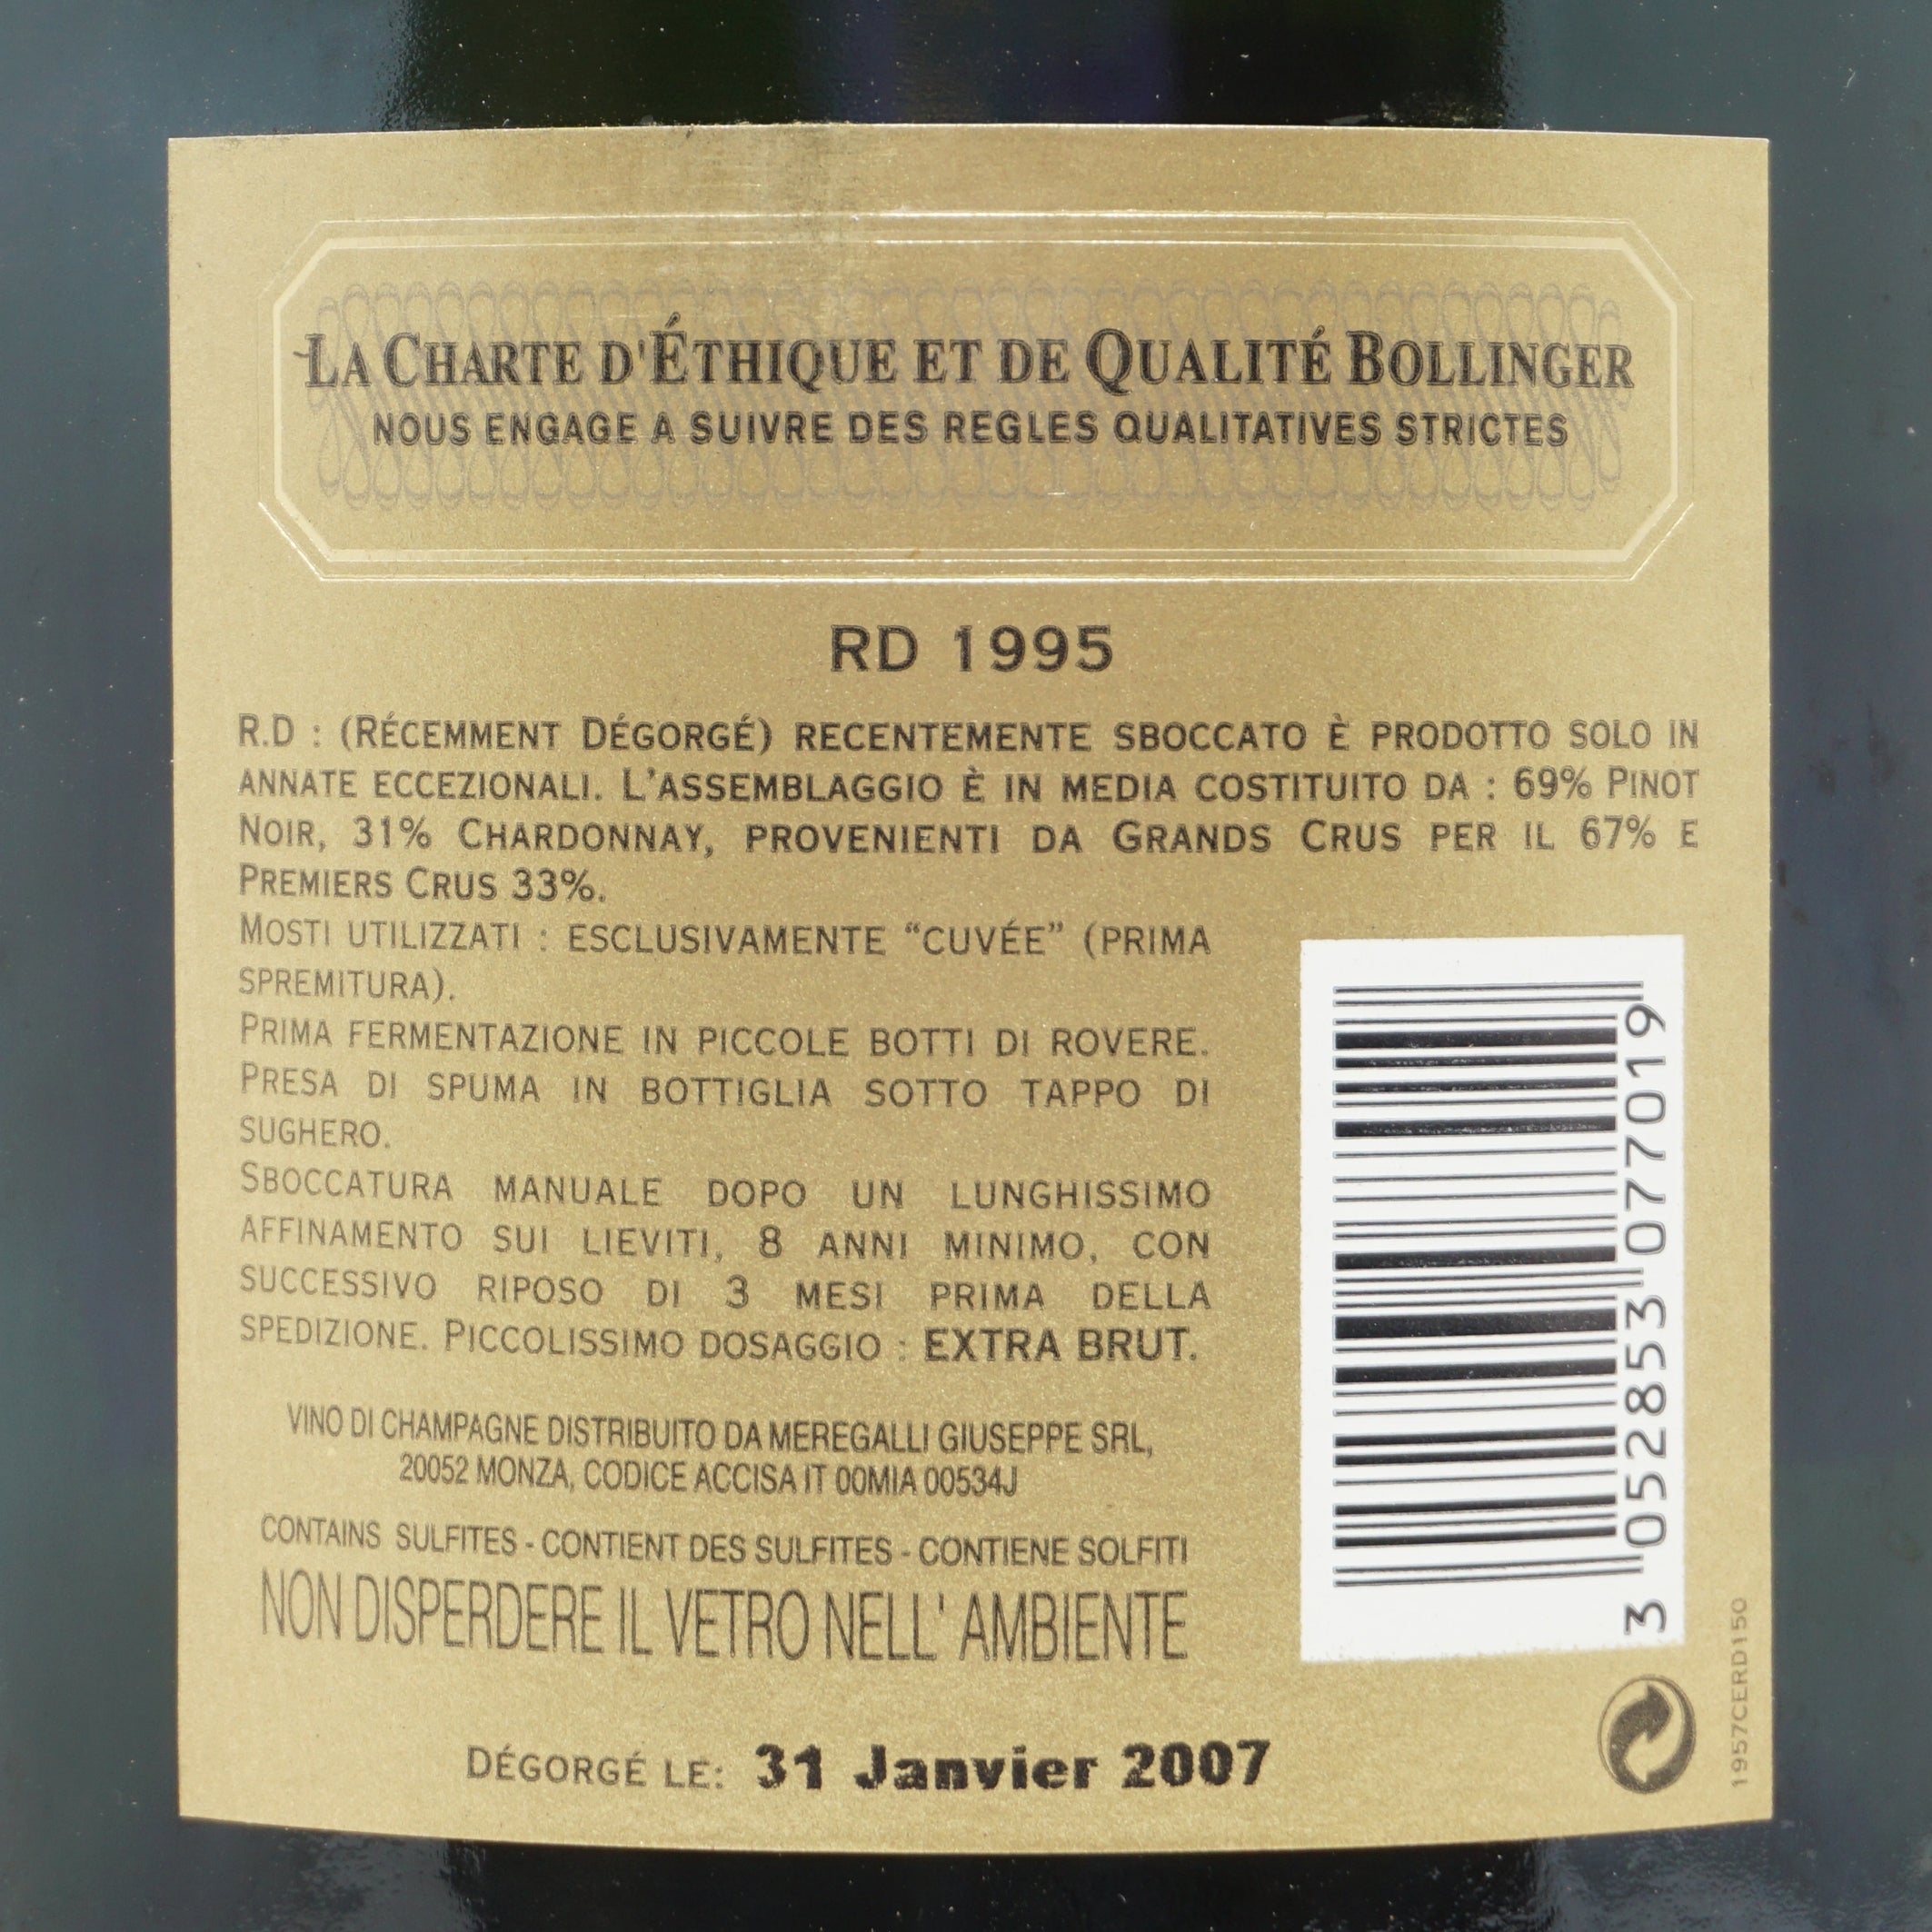 LA CHARTE D'ÉTHIQUE ET DE QUALITÉ BOLLINGER
NOUS ENGAGE A SUIVRE DES REGLES QUALITATIVES STRICTES
RD 1995
R.D : (RÉCEMMENT DÉGORGÉ) RECENTEMENTE SBOCCATO È PRODOTTO SOLO IN
ANNATE ECCEZIONALI. L'ASSEMBLAGGIO È IN MEDIA COSTITUITO DA : 69% PINOT
NOIR, 31% CHARDONNAY, PROVENIENTI DA GRANDS CRUS PER IL 67% E
PREMIERS CRUS 33%.
MOSTI UTILIZZATI : ESCLUSIVAMENTE “CUVÉE” (PRIMA
SPREMITURA).
PRIMA FERMENTAZIONE IN PICCOLE BOTTI DI ROVERE.
PRESA DI SPUMA IN BOTTIGLIA SOTTO TAPPO DI
SUGHERO.
SBOCCATURA MANUALE DOPO UN LUNGHISSIMO
AFFINAMENTO SUI LIEVITI, 8 ANNI MINIMO, CON
SUCCESSIVO RIPOSO DI 3 MESI PRIMA DELLA
SPEDIZIONE. PICCOLISSIMO DOSAGGIO : EXTRA BRUT.
VINO DI CHAMPAGNE DISTRIBUITO DA MEREGALLI GIUSEPPE SRL,
20052 MONZA, CODICE ACCISA IT 00MIA 00534J
CONTAINS SULFITES - CONTIENT DES SULFITES - CONTIENE SOLFITI
NON DISPERDERE IL VETRO NELL' AMBIENTE
DÉGORGÉ LE: 31 Janvier 2007
3 052853 077019
1957CERD150